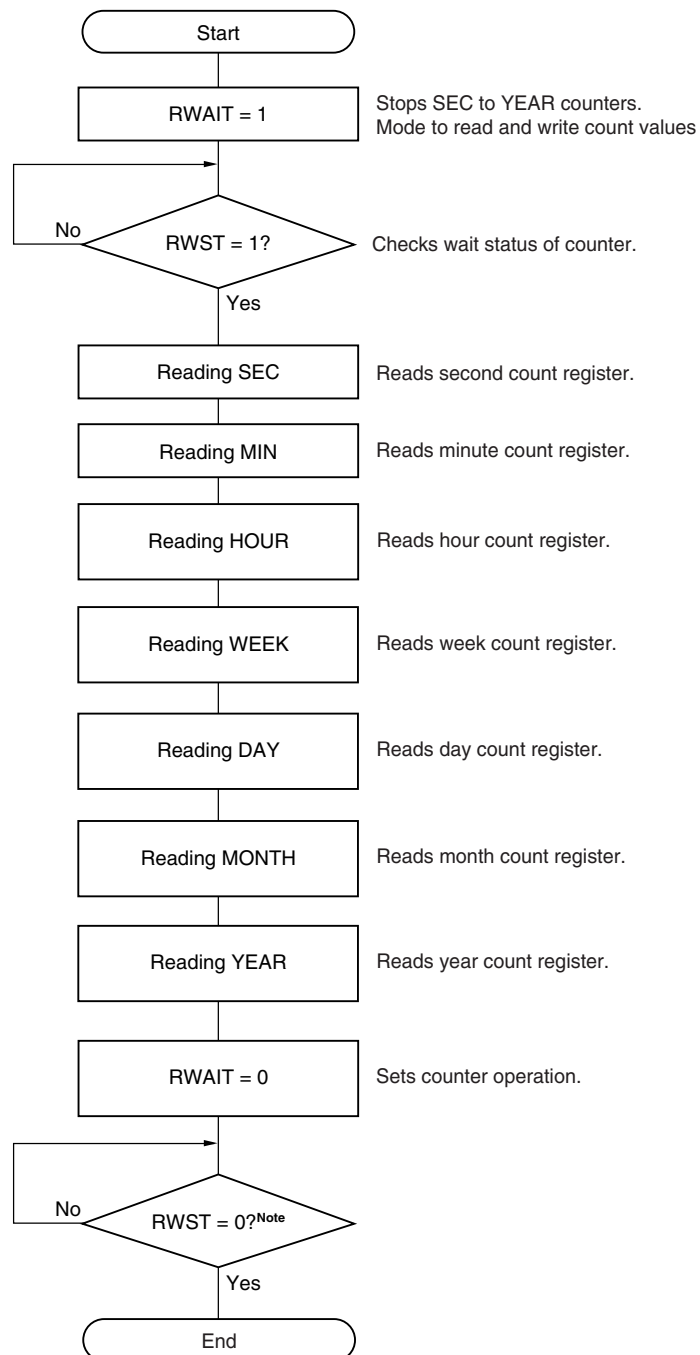 Start
RWAIT = 1
Stops SEC to YEAR counters.
Mode to read and write count values
No
RWST = 1?
Checks wait status of counter.
Yes
Reading SEC
Reads second count register.
Reading MIN
Reads minute count register.
Reading HOUR
Reads hour count register.
Reading WEEK
Reads week count register.
Reading DAY
Reads day count register.
Reading MONTH
Reads month count register.
Reading YEAR
Reads year count register.
RWAIT = 0
Sets counter operation.
No
RWST = 0?Note
Yes
End